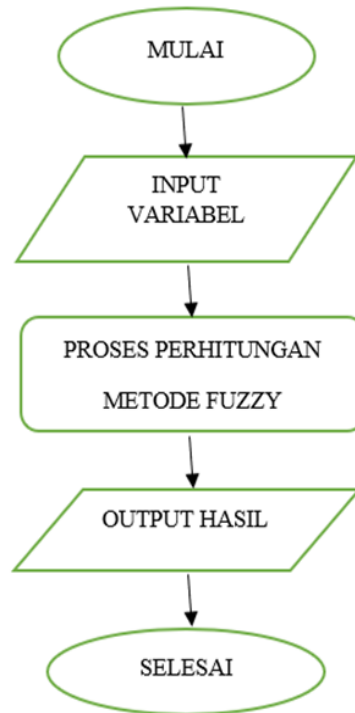 MULAI
INPUT
VARIABEL
PROSES PERHITUNGAN
METODE FUZZY
OUTPUT HASIL
SELESAI